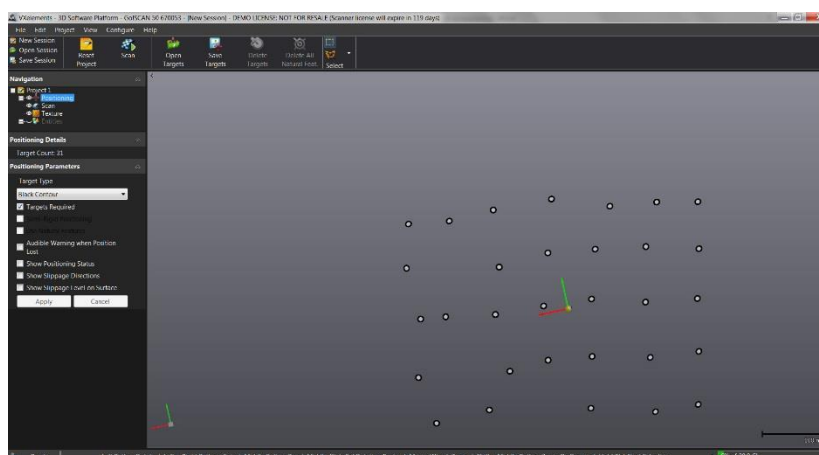 VXelements - 3D Software Platform - Go!SCAN 50 670053 - [New Session] - DEMO LICENSE: NOT FOR RESALE (Scanner license will expire in 119 days)
File Edit Project View Configure Help
New Session
Open Session
Save Session
Reset Project
Scan
Open Targets
Save Targets
Delete Targets
Delete All Natural Feat.
Select
Navigation
Project 1
Positioning
Scan
Texture
Entities
Positioning Details
Target Count: 31
Positioning Parameters
Target Type
Black Contour
Targets Required
Audible Warning when Position Lost
Show Positioning Status
Show Slippage Directions
Show Slippage Level on Surface
Apply Cancel